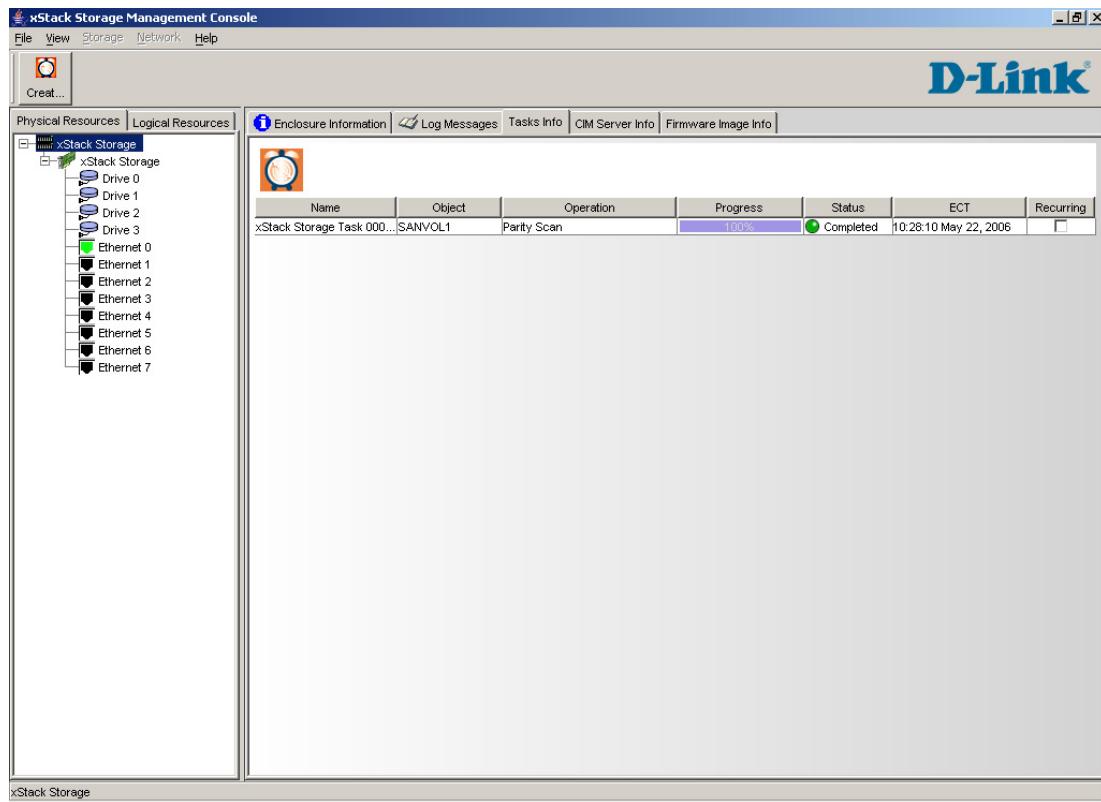 xStack Storage Management Console
File View Storage Network Help
Creat...
D-Link®
Physical Resources Logical Resources
Enclosure Information Log Messages Tasks Info CIM Server Info Firmware Image Info
xStack Storage
xStack Storage
Drive 0
Drive 1
Drive 2
Drive 3
Ethernet 0
Ethernet 1
Ethernet 2
Ethernet 3
Ethernet 4
Ethernet 5
Ethernet 6
Ethernet 7
Name Object Operation Progress Status ECT Recurring
xStack Storage Task 000... SANVOL1 Parity Scan 100% Completed 10:28:10 May 22, 2006
xStack Storage